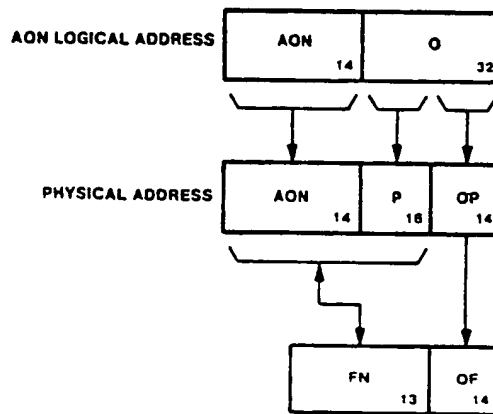 AON LOGICAL ADDRESS
AON 14
O 32
PHYSICAL ADDRESS
AON 14
P 18
OP 14
FN 13
OF 14